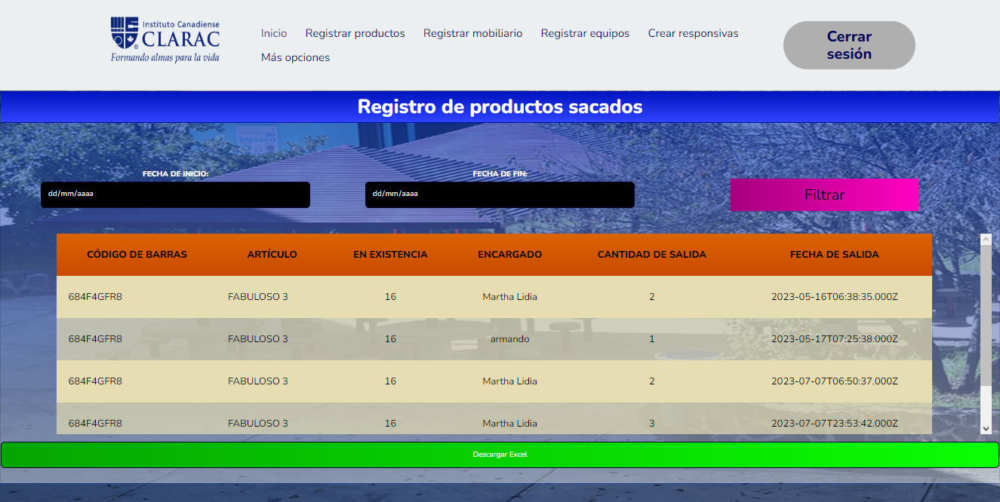 Instituto Canadiense
CLARAC
Formando almas para la vida
Inicio Registrar productos Registrar mobiliario Registrar equipos Crear responsivas
Más opciones
Cerrar
sesión
Registro de productos sacados
basura
FECHA DE INICIO: FECHA DE FIN:
dd/mm/aaaa dd/mm/aaaa Filtrar
CÓDIGO DE BARRAS ARTÍCULO EN EXISTENCIA ENCARGADO CANTIDAD DE SALIDA FECHA DE SALIDA
684F4GFR8 FABULOSO 3 16 Martha Lidia 2 2023-05-16T06:38:35.000Z
684F4GFR8 FABULOSO 3 16 armando 1 2023-05-17T07:25:38.000Z
684F4GFR8 FABULOSO 3 16 Martha Lidia 2 2023-07-07T06:50:37.000Z
684F4GFR8 FABULOSO 3 16 Martha Lidia 3 2023-07-07T23:53:42.000Z
Descargar Excel